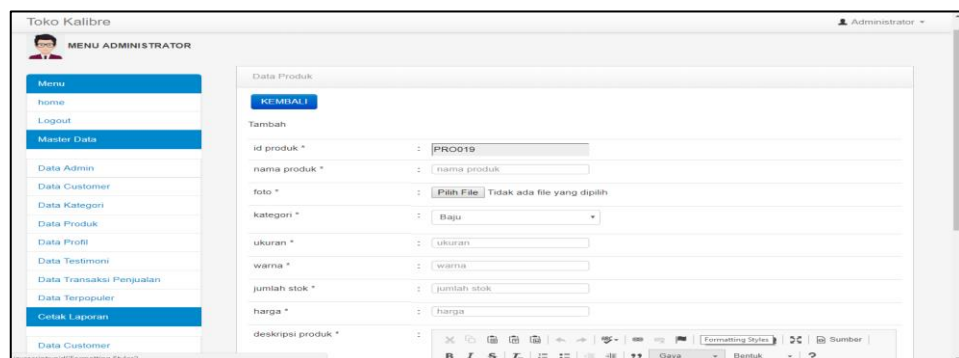 Toko Kalibre
Administrator
MENU ADMINISTRATOR
Menu
home
Logout
Master Data
Data Admin
Data Customer
Data Kategori
Data Produk
Data Profil
Data Testimoni
Data Transaksi Penjualan
Data Terpopuler
Cetak Laporan
Data Customer
Data Produk
KEMBALI
Tambah
id produk * : PRO019
nama produk * : nama produk
foto * : Pilih File Tidak ada file yang dipilih
kategori * : Baju
ukuran * : ukuran
warna * : warna
jumlah stok * : jumlah stok
harga * : harga
deskripsi produk * :
Formatting Styles Sumber
B I S Tx Gaya Bentuk ?